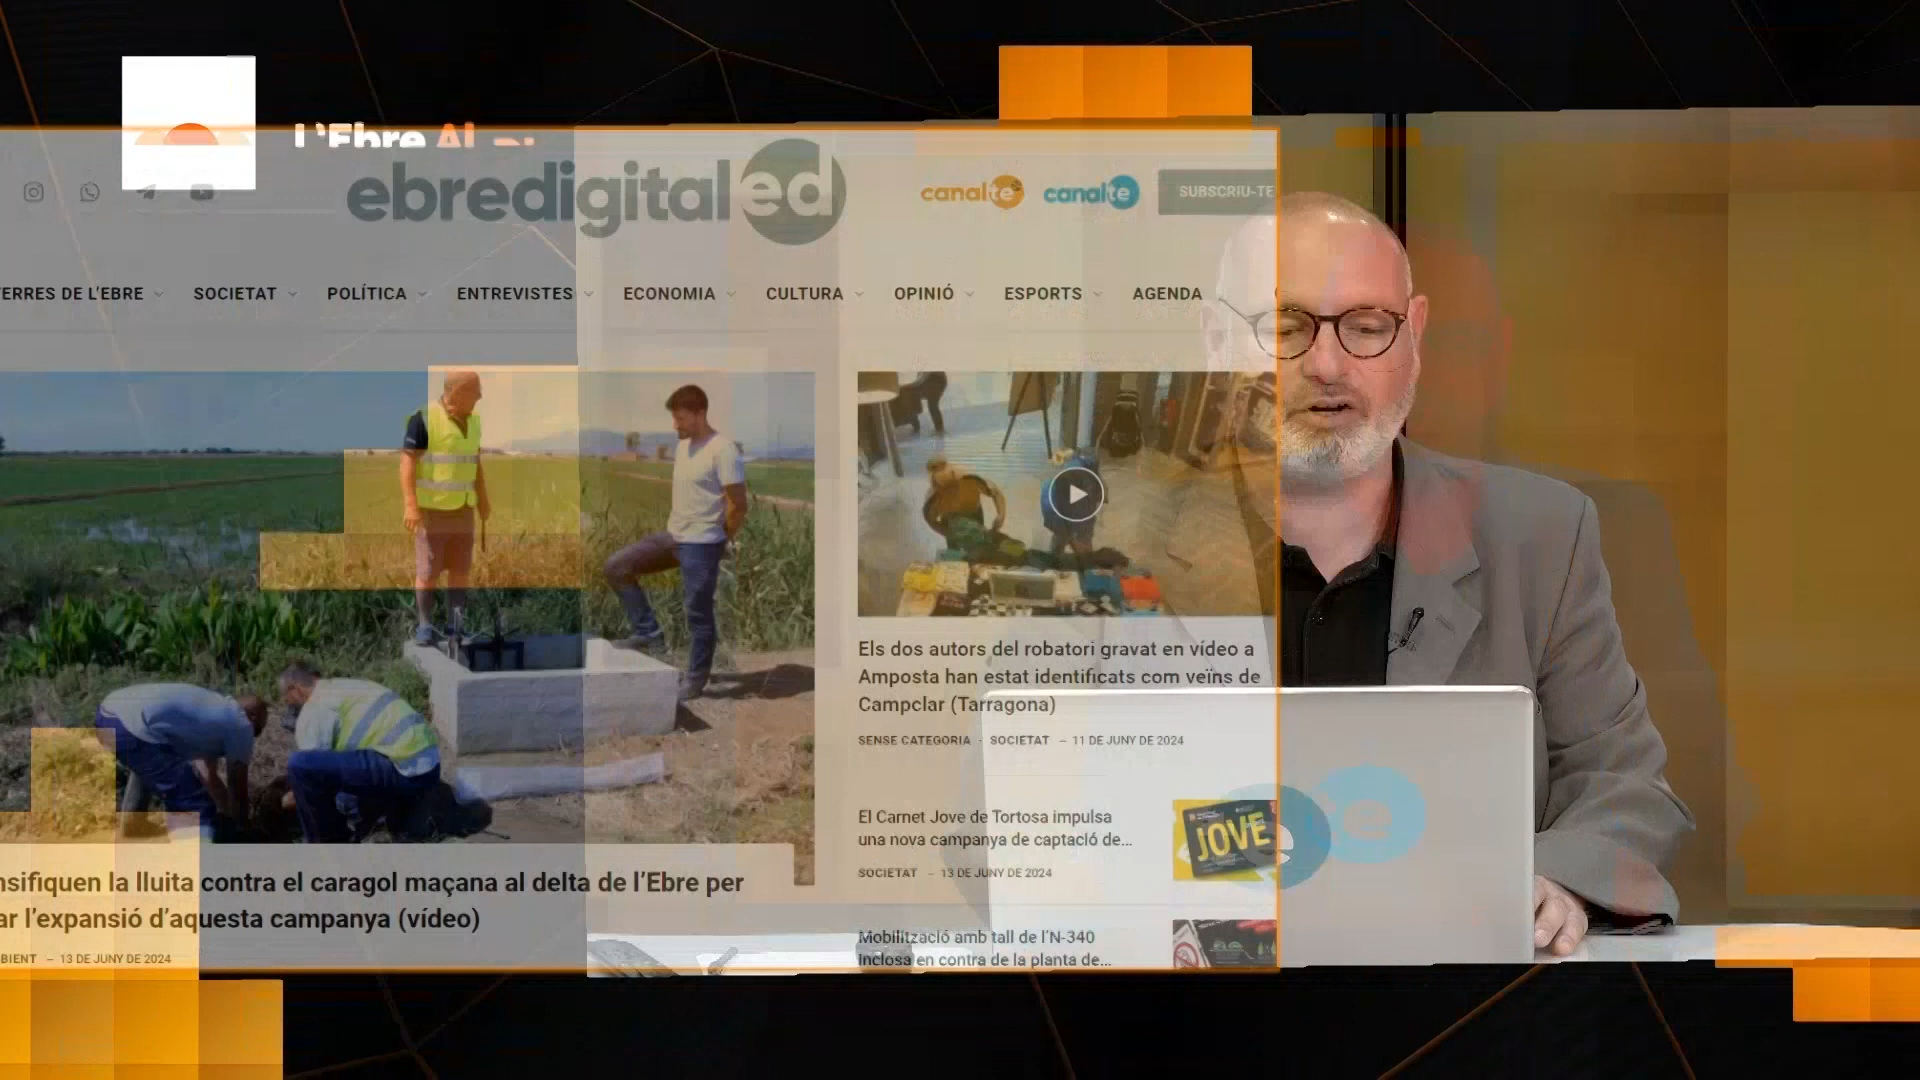 L'Ebre Al
ebredigital ed
canalte canalte SUBSCRIU-TE
TERRES DE L'EBRE SOCIETAT POLÍTICA ENTREVISTES ECONOMIA CULTURA OPINIÓ ESPORTS AGENDA
Els dos autors del robatori gravat en vídeo a
Amposta han estat identificats com veïns de
Campclar (Tarragona)
SENSE CATEGORIA - SOCIETAT – 11 DE JUNY DE 2024
El Carnet Jove de Tortosa impulsa
una nova campanya de captació de...
SOCIETAT – 13 DE JUNY DE 2024
JOVE
Mobilització amb tall de l'N-340
inclosa en contra de la planta de...
nsifiquen la lluita contra el caragol maçana al delta de l'Ebre per
ar l'expansió d'aquesta campanya (vídeo)
BIENT – 13 DE JUNY DE 2024